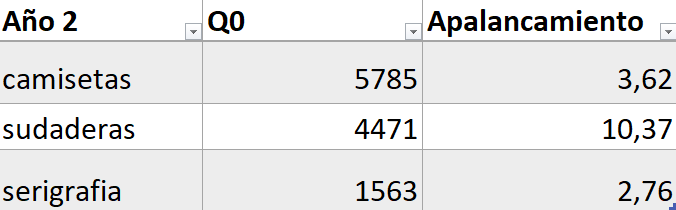 Año 2 Q0 Apalancamiento
camisetas 5785 3,62
sudaderas 4471 10,37
serigrafia 1563 2,76